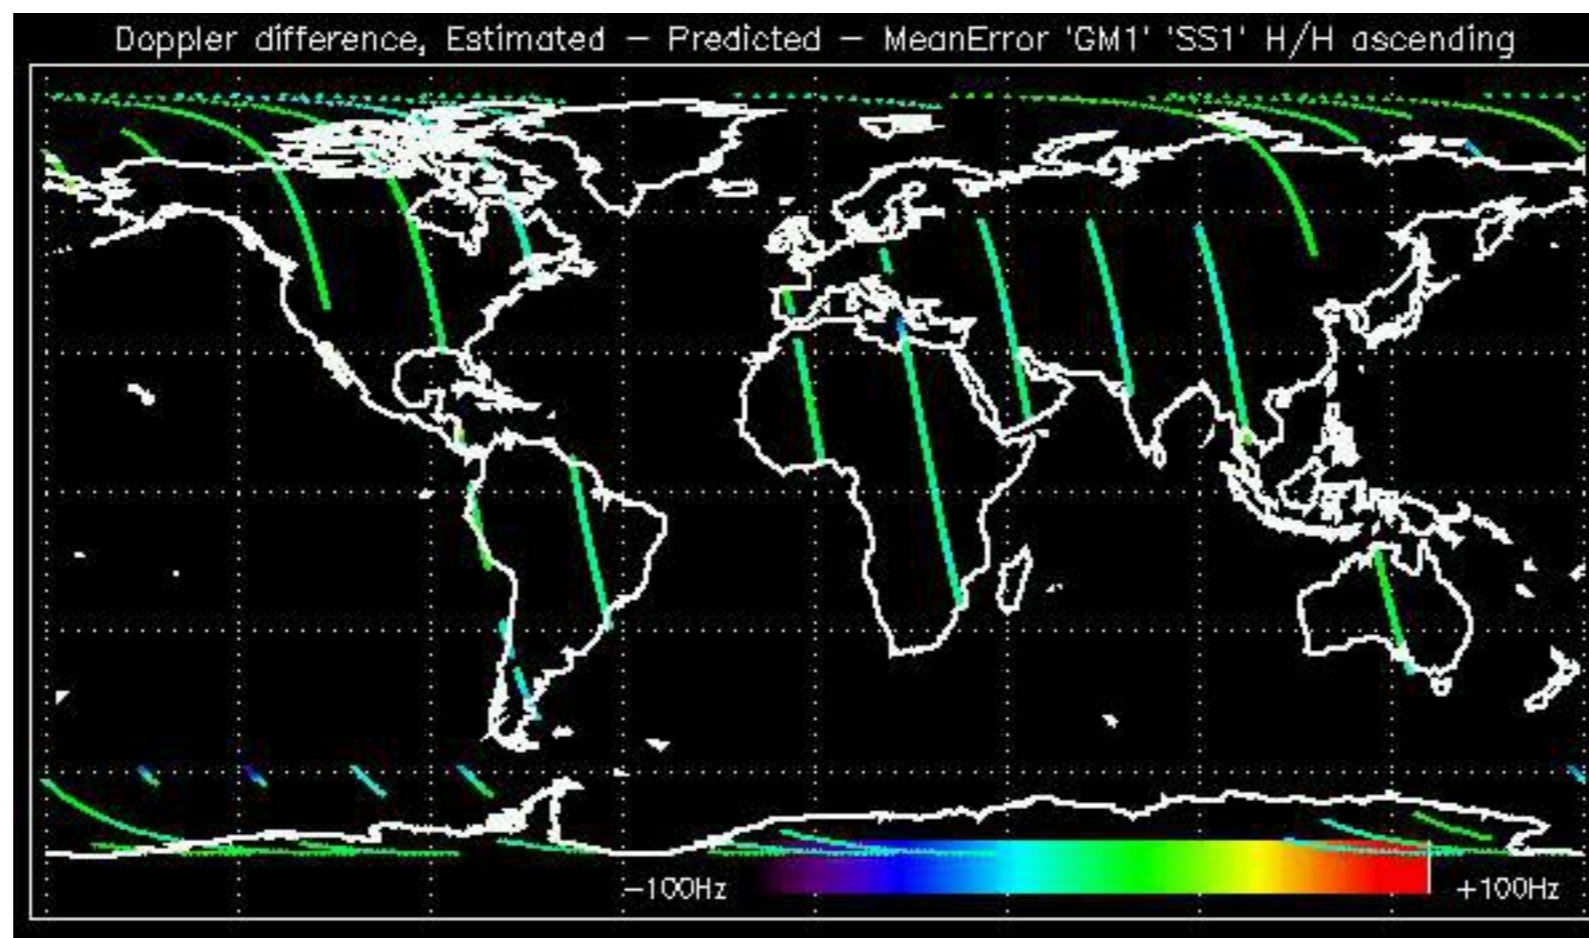 Doppler difference, Estimated – Predicted – MeanError 'GM1' 'SS1' H/H ascending
–100Hz
+100Hz